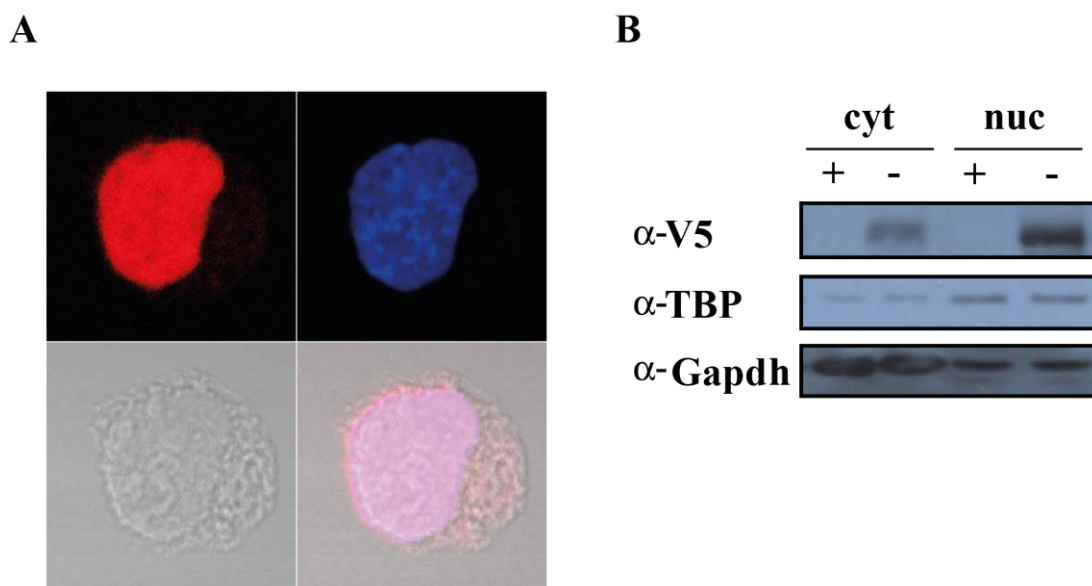 A
B
cyt nuc
+ - + -
α-V5
α-TBP
α-Gapdh